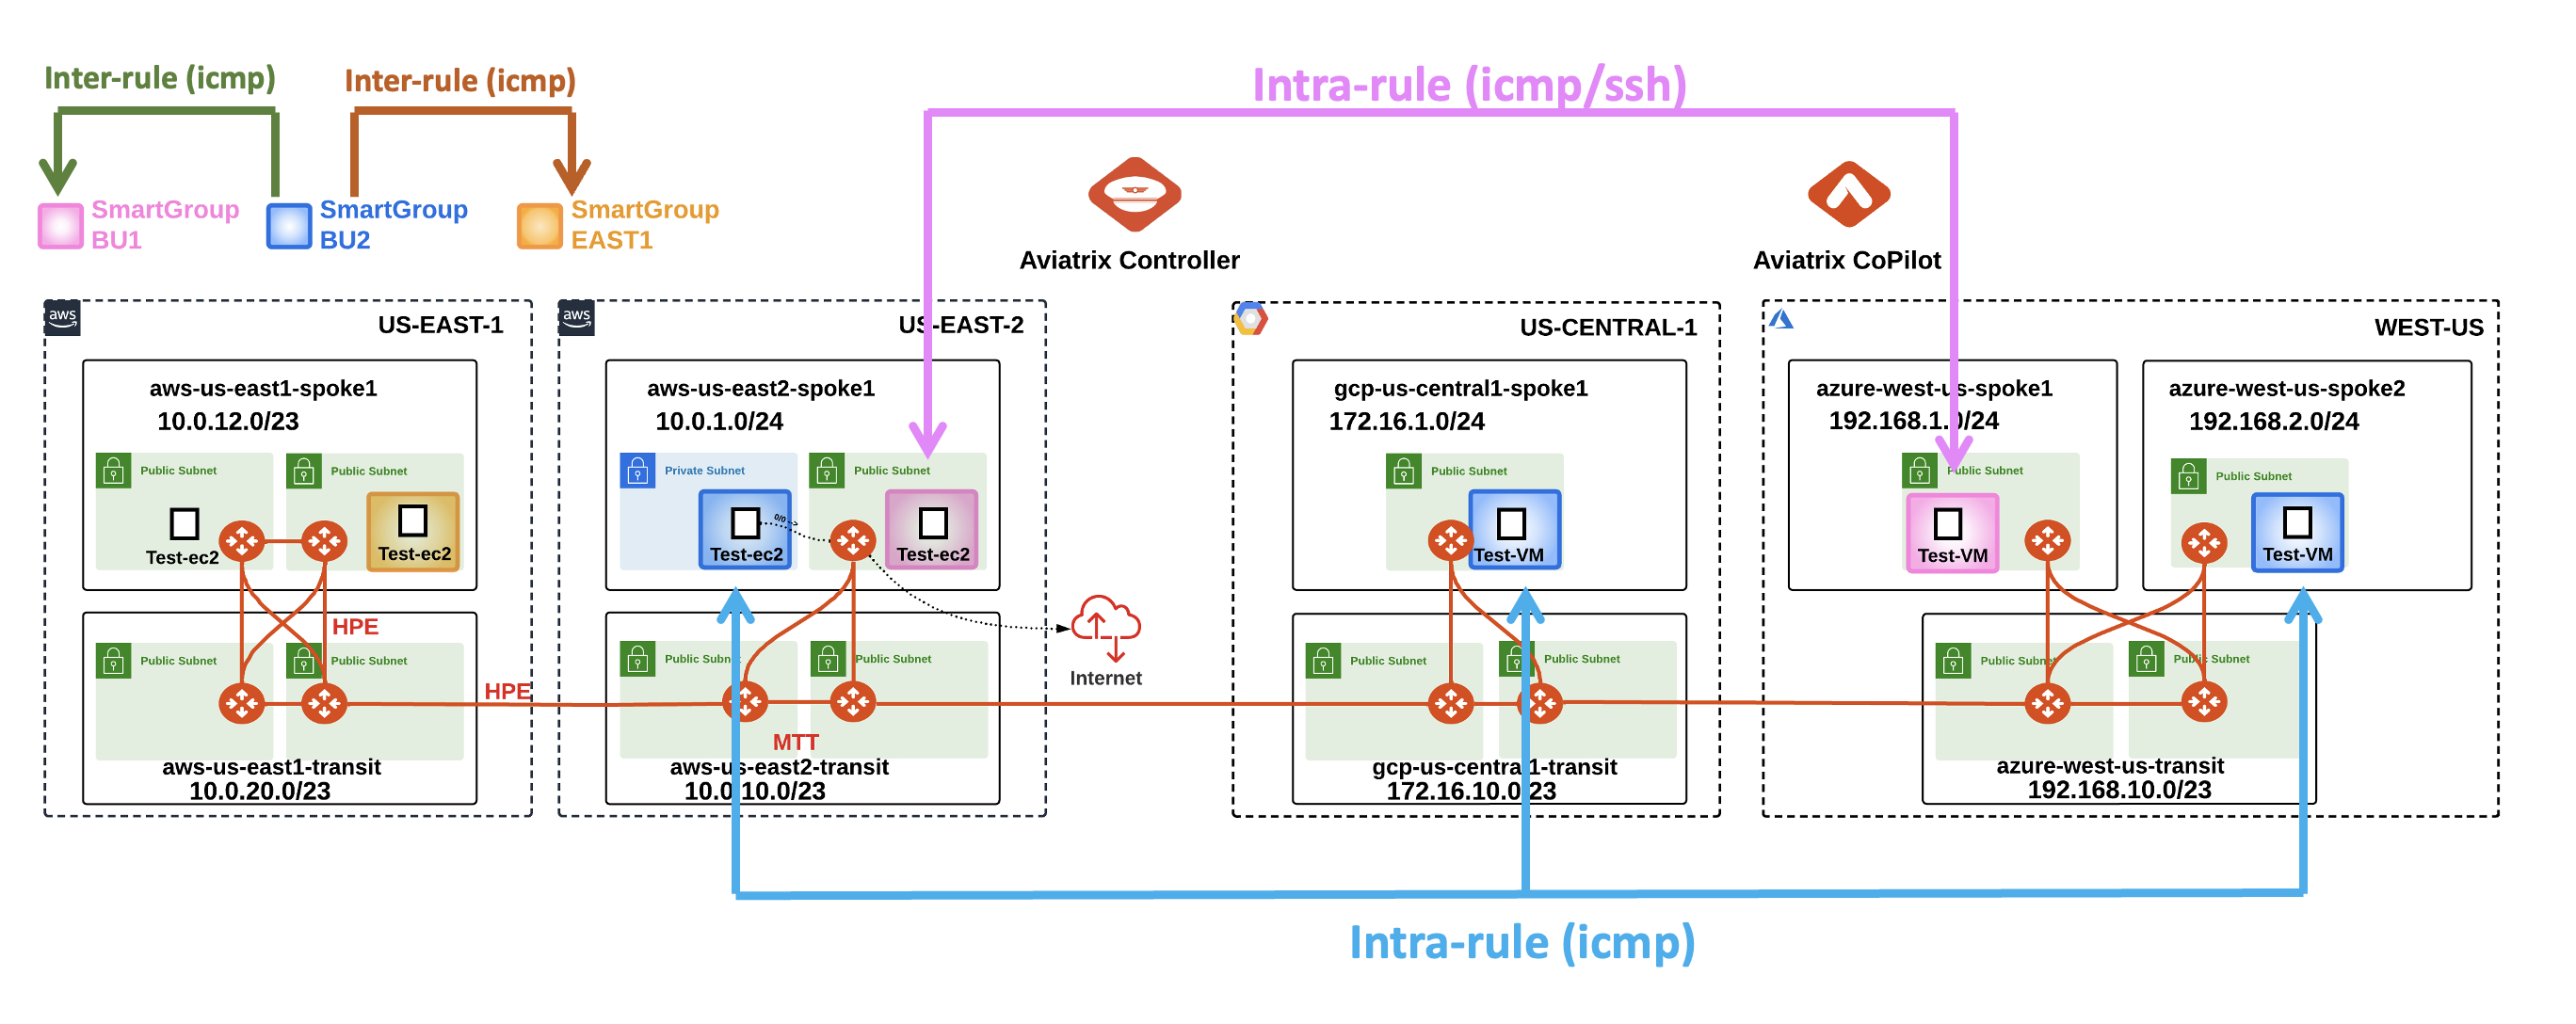 Inter-rule (icmp)
Inter-rule (icmp)
Intra-rule (icmp/ssh)
SmartGroup
BU1
SmartGroup
BU2
SmartGroup
EAST1
Aviatrix Controller
Aviatrix CoPilot
aws
US-EAST-1
aws-us-east1-spoke1
10.0.12.0/23
Public Subnet
Public Subnet
Test-ec2
Test-ec2
HPE
Public Subnet
Public Subnet
aws-us-east1-transit
10.0.20.0/23
HPE
aws
US-EAST-2
aws-us-east2-spoke1
10.0.1.0/24
Private Subnet
Public Subnet
0/0 -->
Test-ec2
Test-ec2
Public Subnet
Public Subnet
MTT
aws-us-east2-transit
10.0.10.0/23
Internet
US-CENTRAL-1
gcp-us-central1-spoke1
172.16.1.0/24
Public Subnet
Test-VM
Public Subnet
Public Subnet
gcp-us-central1-transit
172.16.10.0/23
WEST-US
azure-west-us-spoke1
192.168.1.0/24
Public Subnet
Test-VM
azure-west-us-spoke2
192.168.2.0/24
Public Subnet
Test-VM
Public Subnet
Public Subnet
azure-west-us-transit
192.168.10.0/23
Intra-rule (icmp)